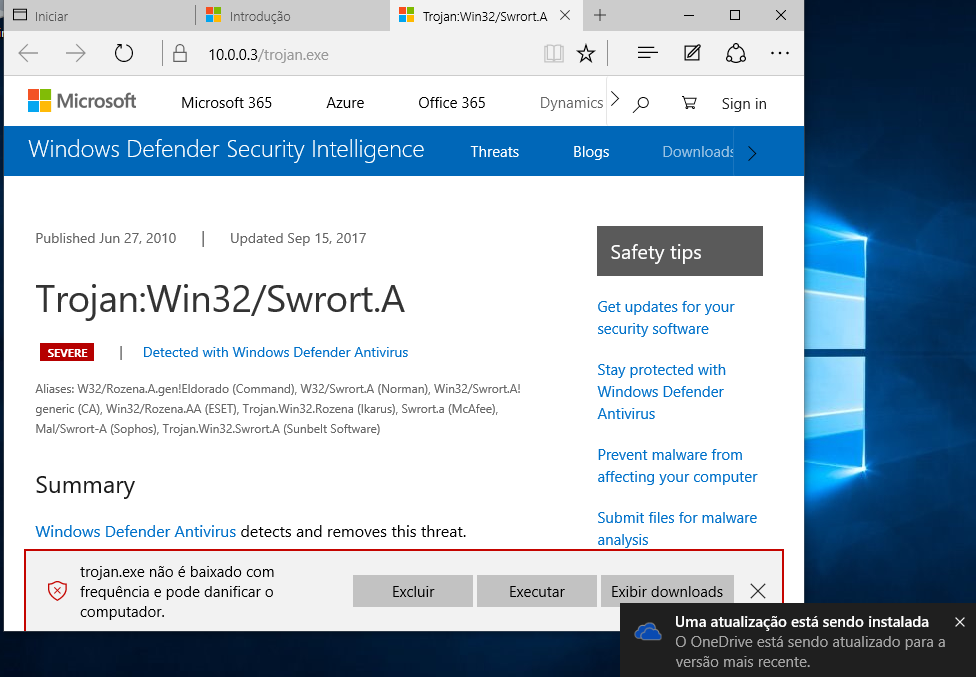 Iniciar
Introdução
Trojan:Win32/Swrort.A
10.0.0.3/trojan.exe
Microsoft
Microsoft 365
Azure
Office 365
Dynamics
Sign in
Windows Defender Security Intelligence
Threats
Blogs
Downloads
Published Jun 27, 2010 | Updated Sep 15, 2017
Trojan:Win32/Swrort.A
SEVERE | Detected with Windows Defender Antivirus
Aliases: W32/Rozena.A.gen!Eldorado (Command), W32/Swrort.A (Norman), Win32/Swrort.A!
generic (CA), Win32/Rozena.AA (ESET), Trojan.Win32.Rozena (Ikarus), Swrort.a (McAfee),
Mal/Swrort-A (Sophos), Trojan.Win32.Swrort.A (Sunbelt Software)
Summary
Windows Defender Antivirus detects and removes this threat.
Safety tips
Get updates for your
security software
Stay protected with
Windows Defender
Antivirus
Prevent malware from
affecting your computer
Submit files for malware
analysis
trojan.exe não é baixado com
frequência e pode danificar o
computador.
Excluir
Executar
Exibir downloads
Uma atualização está sendo instalada
O OneDrive está sendo atualizado para a
versão mais recente.